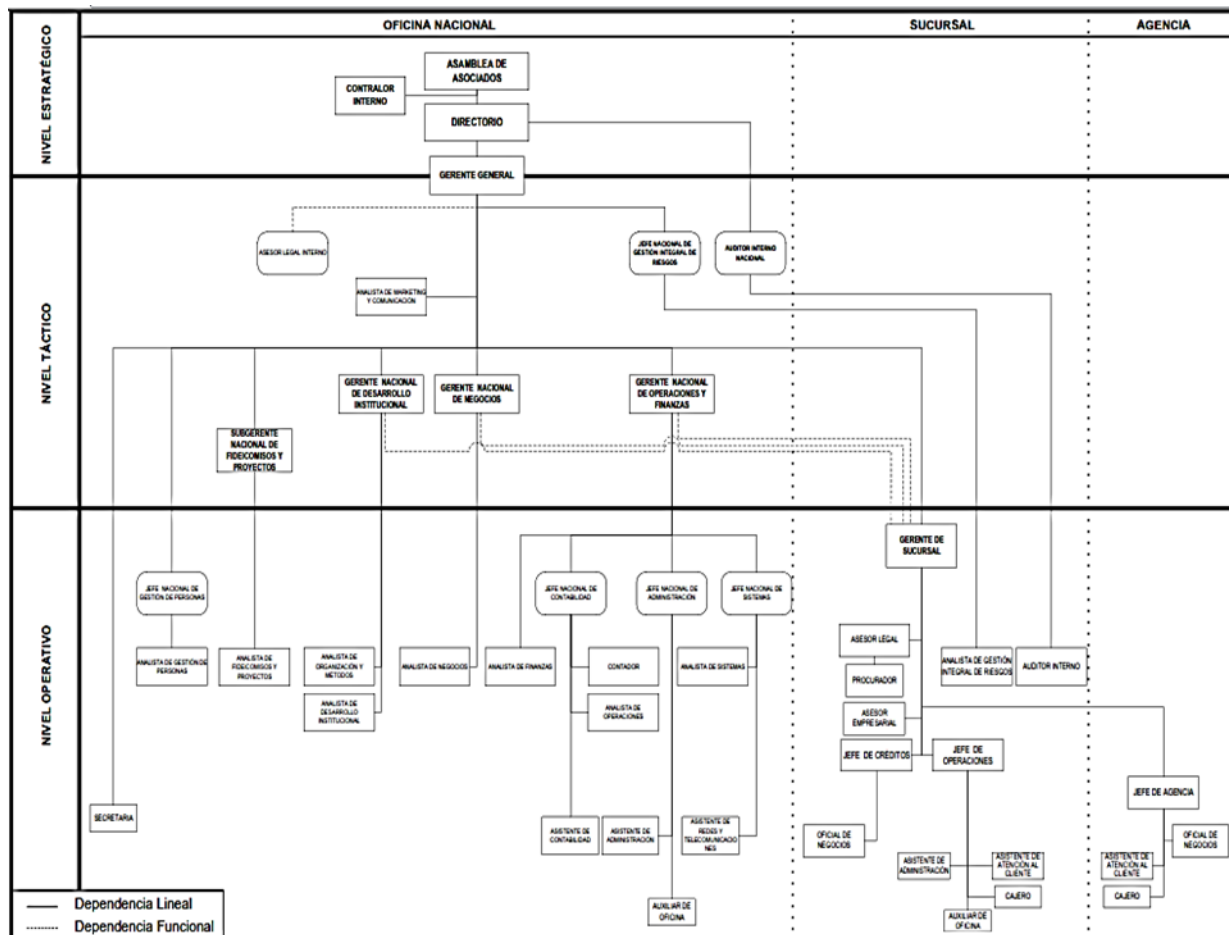 OFICINA NACIONAL
SUCURSAL
AGENCIA
NIVEL ESTRATÉGICO
ASAMBLEA DE
ASOCIADOS
CONTRALOR
INTERNO
DIRECTORIO
GERENTE GENERAL
NIVEL TÁCTICO
ASESOR LEGAL INTERNO
JEFE NACIONAL DE
GESTIÓN INTEGRAL DE
RIESGOS
AUDITOR INTERNO
NACIONAL
ANALISTA DE MARKETING
Y COMUNICACIÓN
GERENTE NACIONAL
DE DESARROLLO
INSTITUCIONAL
GERENTE NACIONAL
DE NEGOCIOS
GERENTE NACIONAL
DE OPERACIONES Y
FINANZAS
SUBGERENTE
NACIONAL DE
FIDEICOMISOS Y
PROYECTOS
NIVEL OPERATIVO
GERENTE DE
SUCURSAL
JEFE NACIONAL DE
GESTIÓN DE PERSONAS
JEFE NACIONAL DE
CONTABILIDAD
JEFE NACIONAL DE
ADMINISTRACIÓN
JEFE NACIONAL DE
SISTEMAS
ANALISTA DE GESTIÓN DE
PERSONAS
ANALISTA DE
FIDEICOMISOS Y
PROYECTOS
ANALISTA DE
ORGANIZACIÓN Y
METODOS
ANALISTA DE NEGOCIOS
ANALISTA DE FINANZAS
CONTADOR
ANALISTA DE SISTEMAS
ASESOR LEGAL
PROCURADOR
ANALISTA DE GESTIÓN
INTEGRAL DE RIESGOS
AUDITOR INTERNO
ANALISTA DE
DESARROLLO
INSTITUCIONAL
ANALISTA DE
OPERACIONES
ASESOR
EMPRESARIAL
JEFE DE CRÉDITOS
JEFE DE
OPERACIONES
JEFE DE AGENCIA
SECRETARIA
ASISTENTE DE
CONTABILIDAD
ASISTENTE DE
ADMINISTRACIÓN
ASISTENTE DE
REDES Y
TELECOMUNICACIO
NES
OFICIAL DE
NEGOCIOS
OFICIAL DE
NEGOCIOS
ASISTENTE DE
ADMINISTRACIÓN
ASISTENTE DE
ATENCIÓN AL
CLIENTE
ASISTENTE DE
ATENCIÓN AL
CLIENTE
CAJERO
CAJERO
AUXILIAR DE
OFICINA
AUXILIAR DE
OFICINA
Dependencia Lineal
Dependencia Funcional